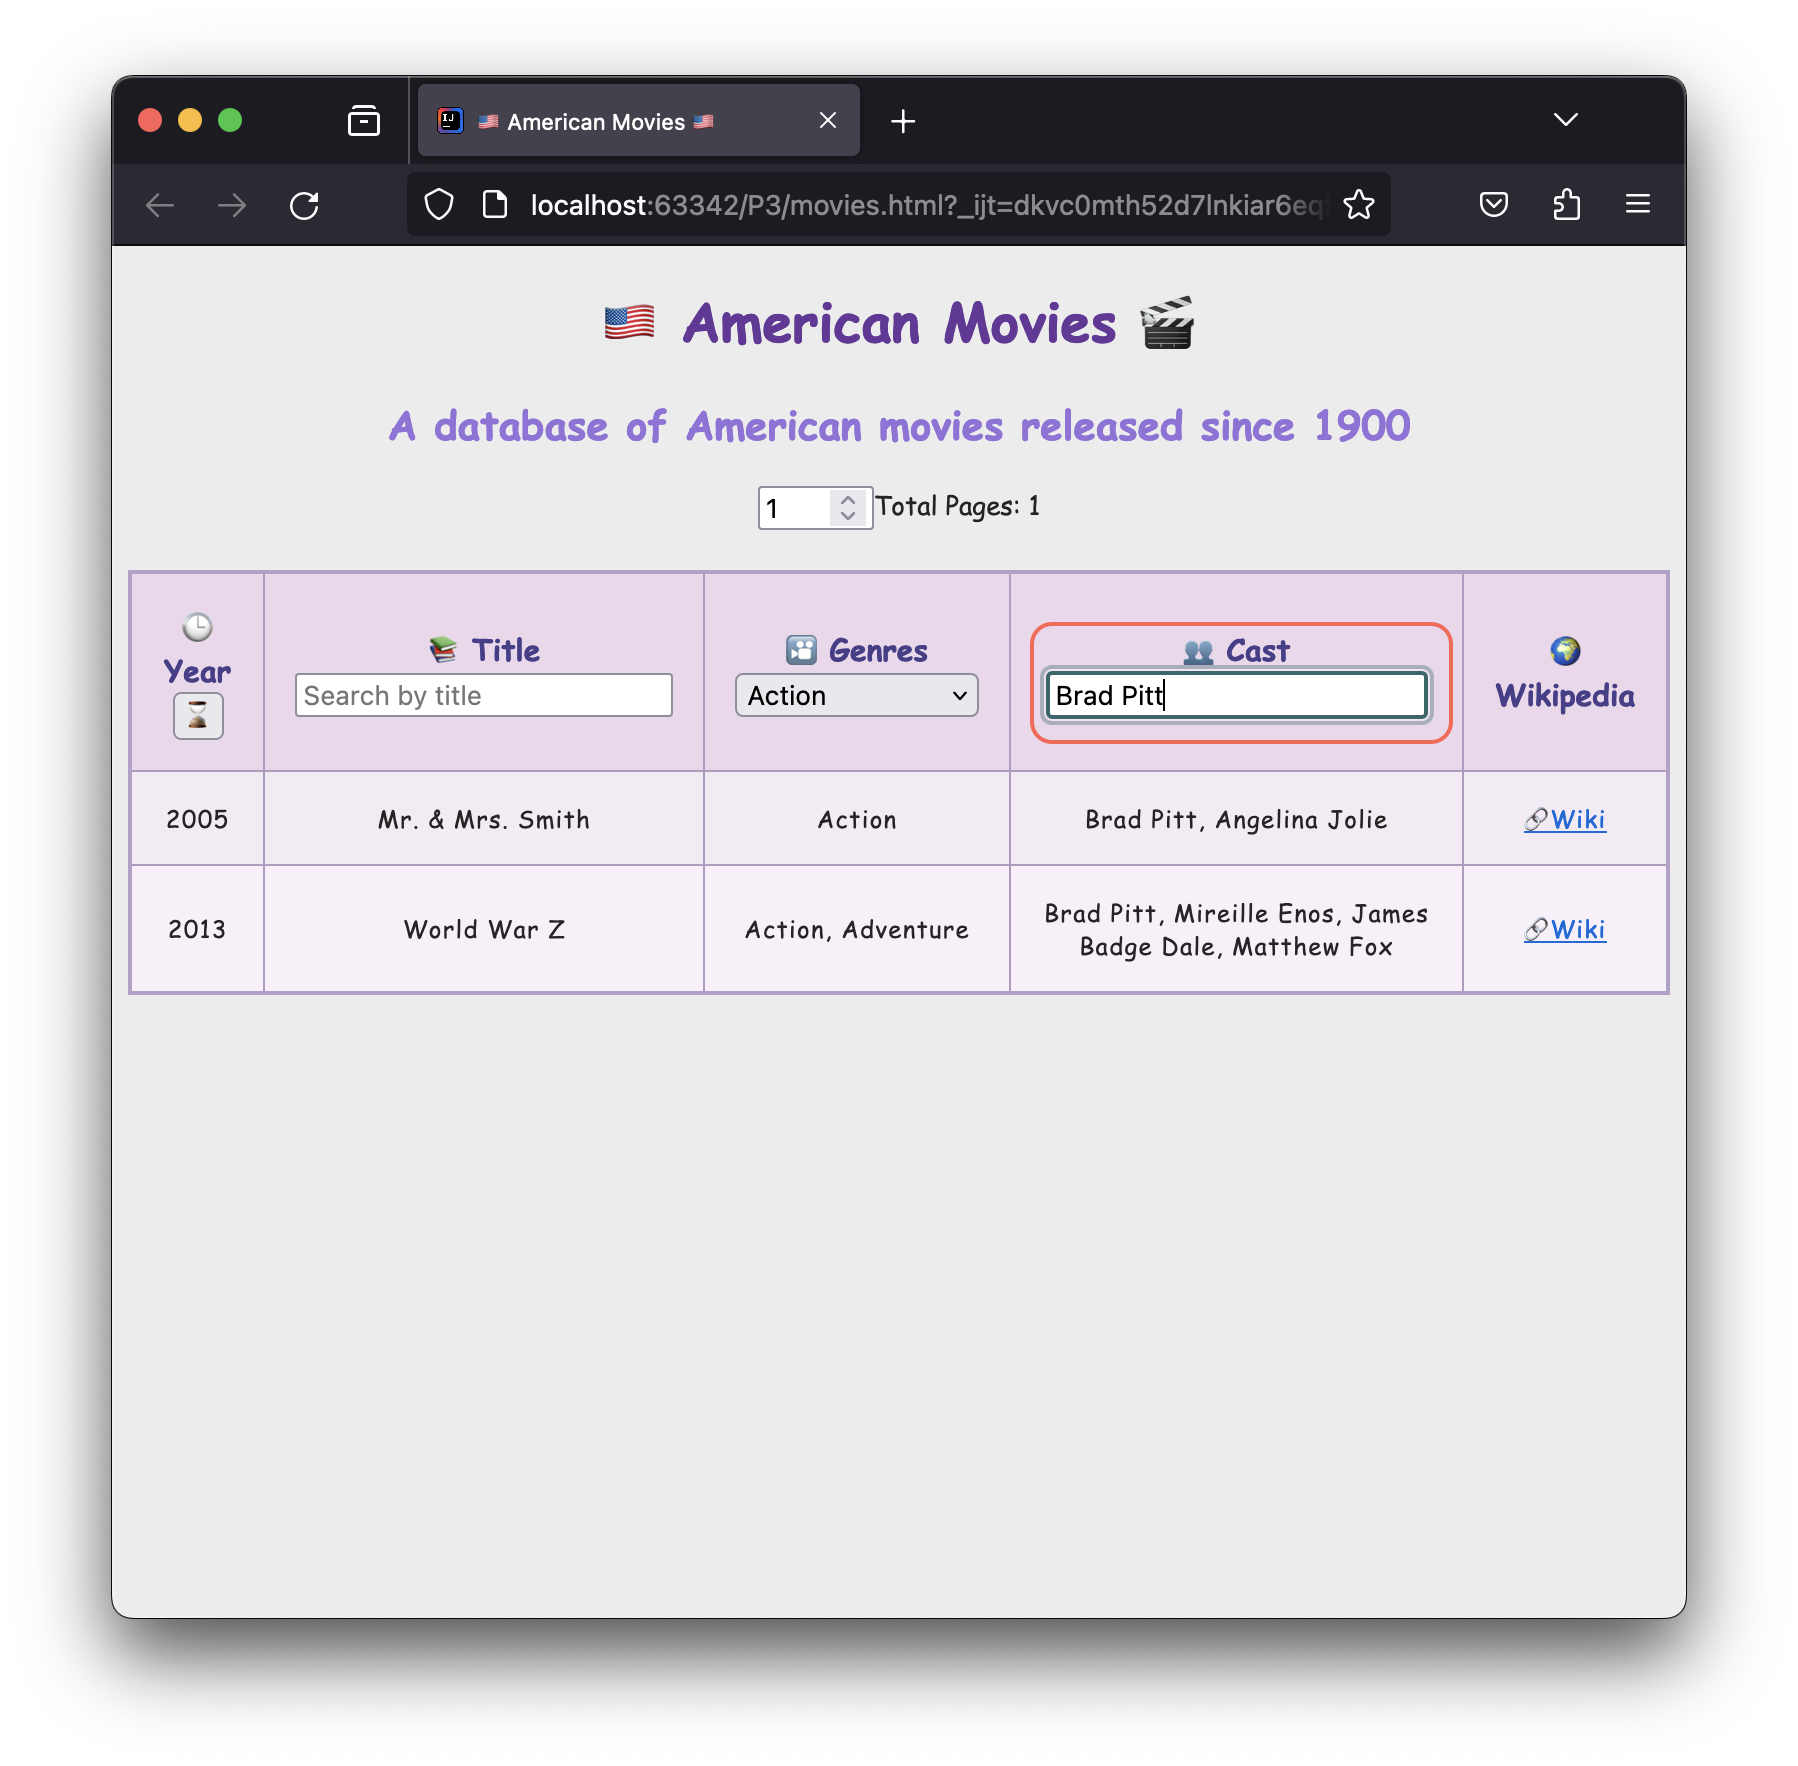 🇺🇸 American Movies 🇺🇸
localhost:63342/P3/movies.html?_ijt=dkvc0mth52d7lnkiar6eq
🇺🇸 American Movies 🎬
A database of American movies released since 1900
1 Total Pages: 1
🕒 Year ⌛
📚 Title
Search by title
🎦 Genres
Action
👥 Cast
Brad Pitt
🌍 Wikipedia
2005 Mr. & Mrs. Smith Action Brad Pitt, Angelina Jolie 🔗Wiki
2013 World War Z Action, Adventure Brad Pitt, Mireille Enos, James
Badge Dale, Matthew Fox 🔗Wiki